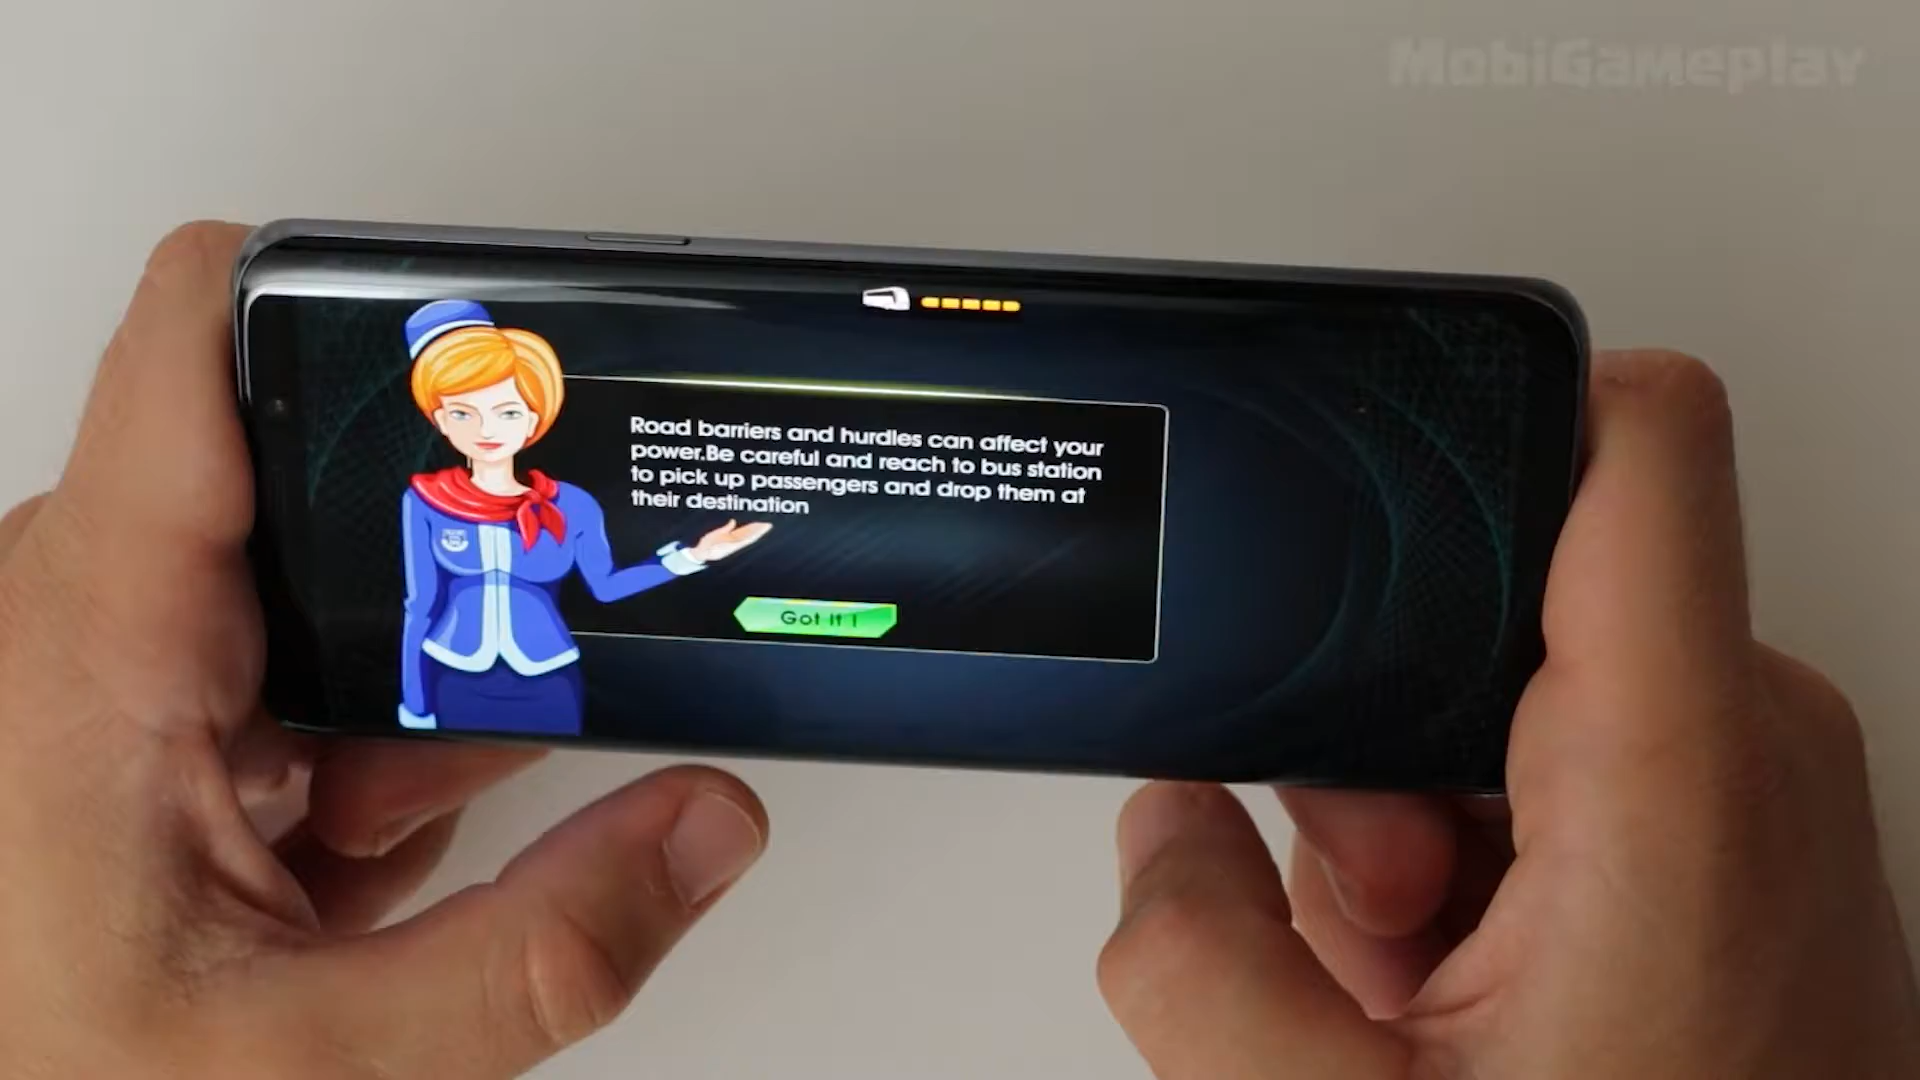 MobiGameplay
Road barriers and hurdles can affect your
power.Be careful and reach to bus station
to pick up passengers and drop them at
their destination
Got It !